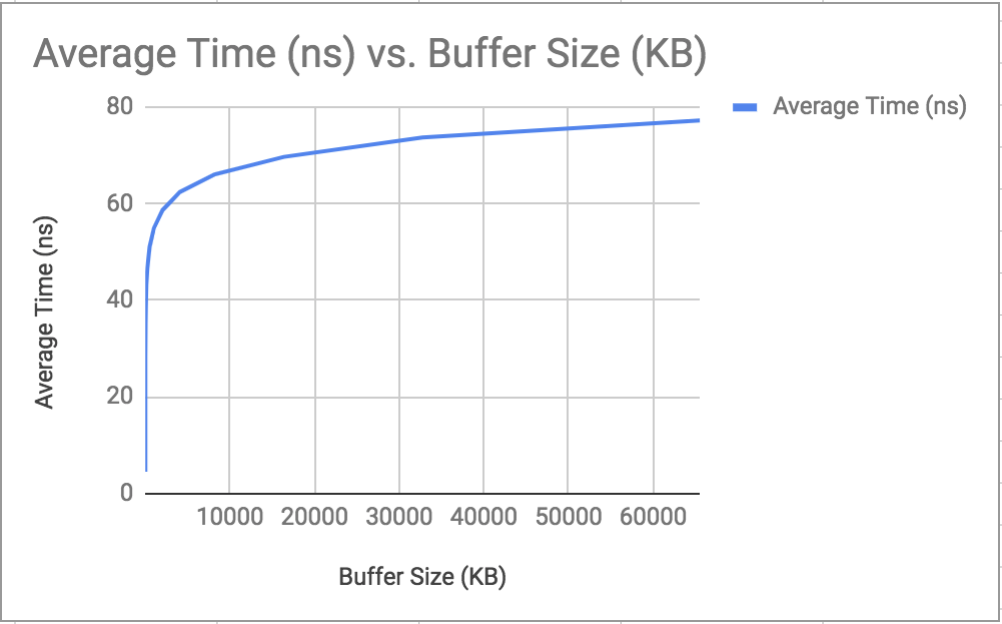 Average Time (ns) vs. Buffer Size (KB)
Average Time (ns)
80
60
40
20
0
Average Time (ns)
10000 20000 30000 40000 50000 60000
Buffer Size (KB)